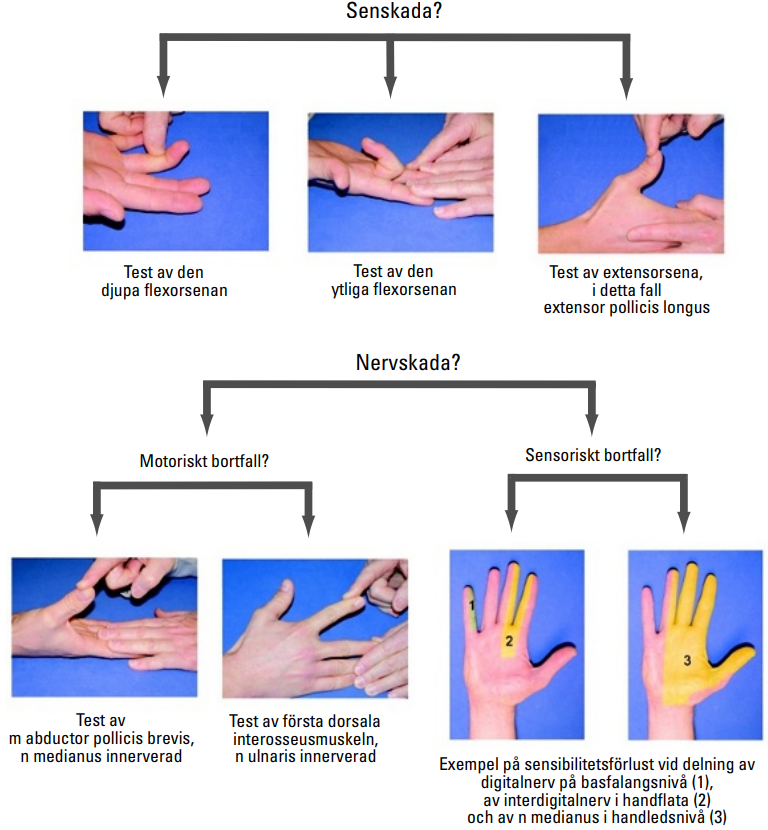 Senskada?
Test av den
djupa flexorsenan
Test av den
ytliga flexorsenan
Test av extensorsena,
i detta fall
extensor pollicis longus
Nervskada?
Motoriskt bortfall?
Sensoriskt bortfall?
1
2
3
Test av
m abductor pollicis brevis,
n medianus innerverad
Test av första dorsala
interosseusmuskeln,
n ulnaris innerverad
Exempel på sensibilitetsförlust vid delning av
digitalnerv på basfalangsnivå (1),
av interdigitalnerv i handflata (2)
och av n medianus i handledsnivå (3)